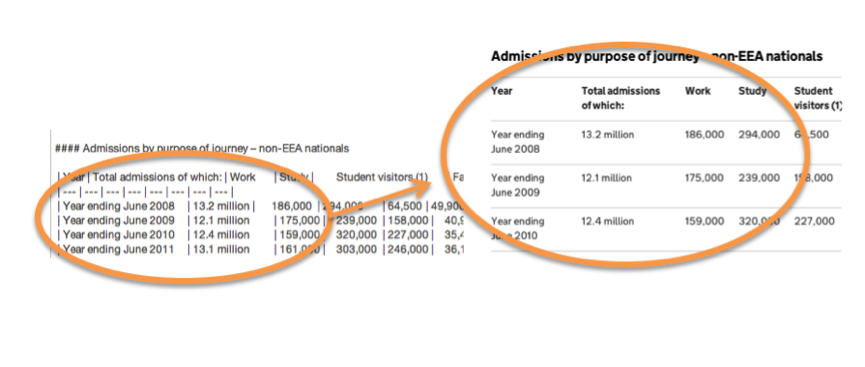 #### Admissions by purpose of journey – non-EEA nationals
| Year | Total admissions of which: | Work | Study | Student visitors (1) Fa
|--- | --- | --- | --- | --- | --- | --- |
| Year ending June 2008 | 13.2 million | 186,000 | 294,000 | 64,500 | 49,900
| Year ending June 2009 | 12.1 million | 175,000 | 239,000 | 158,000 | 40,5
| Year ending June 2010 | 12.4 million | 159,000 320,000 | 227,000 | 35,4
| Year ending June 2011 | 13.1 million | 161,000 | 303,000 | 246,000 | 36,1
Admissions by purpose of journey non-EEA nationals
Year Total admissions Work Study Student
of which: visitors (1)
Year ending 13.2 million 186,000 294,000 64,500
June 2008
Year ending 12.1 million 175,000 239,000 158,000
June 2009
Year ending 12.4 million 159,000 320,000 227,000
June 2010